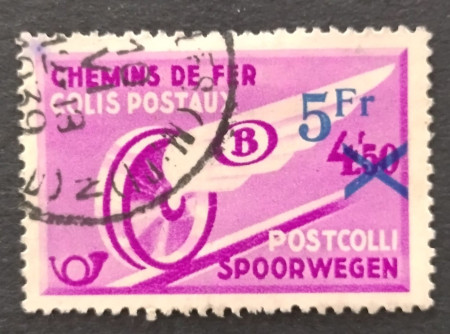 CHEMINS DE FER
COLIS POSTAUX
5Fr
B
4,50
POSTCOLLI
SPOORWEGEN